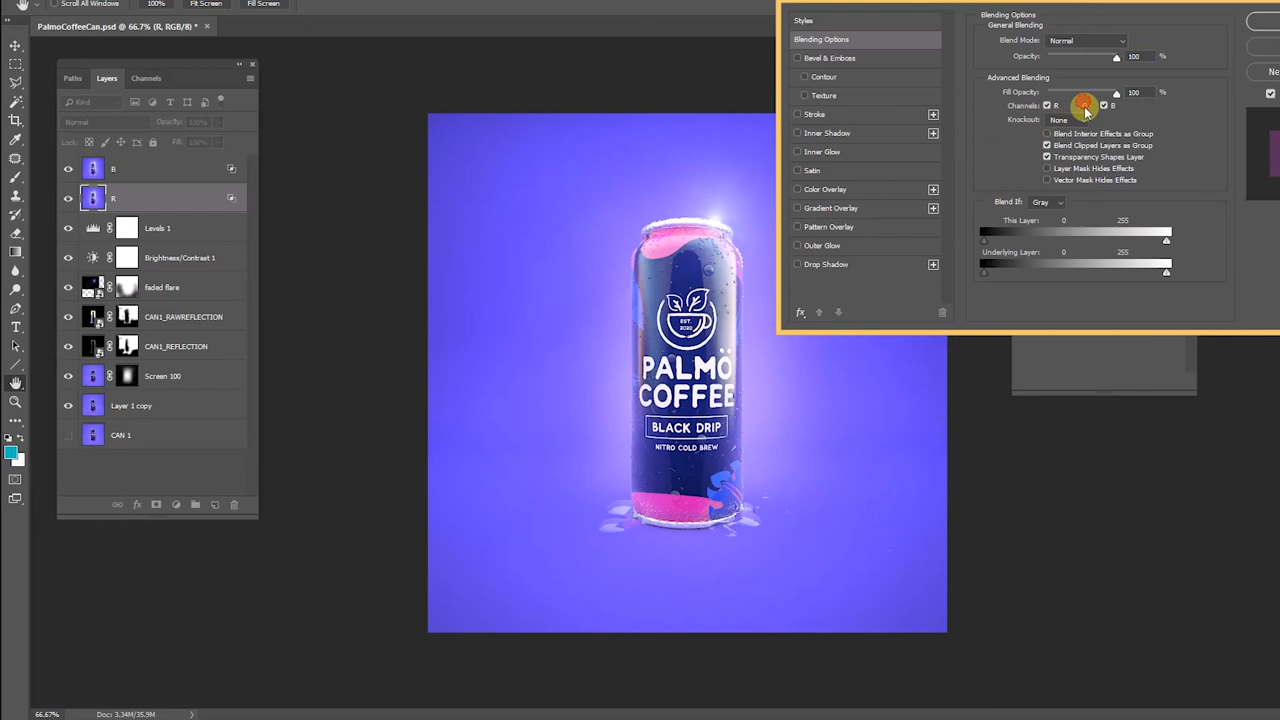 Scroll All Windows 100% Fit Screen Fill Screen
PalmoCoffeeCan.psd @ 66.7% (R, RGB/8) * ×
Paths Layers Channels
Kind
Normal Opacity: 100%
Lock: Fill: 100%
B
R
Levels 1
Brightness/Contrast 1
faded flare
CAN1_RAWREFLECTION
CAN1_REFLECTION
Screen 100
Layer 1 copy
CAN 1
fx
T
EST.
2020
PALMÖ
COFFEE
BLACK DRIP
NITRO COLD BREW
Styles
Blending Options
Bevel & Emboss
Contour
Texture
Stroke
Inner Shadow
Inner Glow
Satin
Color Overlay
Gradient Overlay
Pattern Overlay
Outer Glow
Drop Shadow
fx
Blending Options
General Blending
Blend Mode: Normal
Opacity: 100 %
Advanced Blending
Fill Opacity: 100 %
Channels: R B
Knockout: None
Blend Interior Effects as Group
Blend Clipped Layers as Group
Transparency Shapes Layer
Layer Mask Hides Effects
Vector Mask Hides Effects
Blend If: Gray
This Layer: 0 255
Underlying Layer: 0 255
66.67% Doc: 3.34M/35.9M